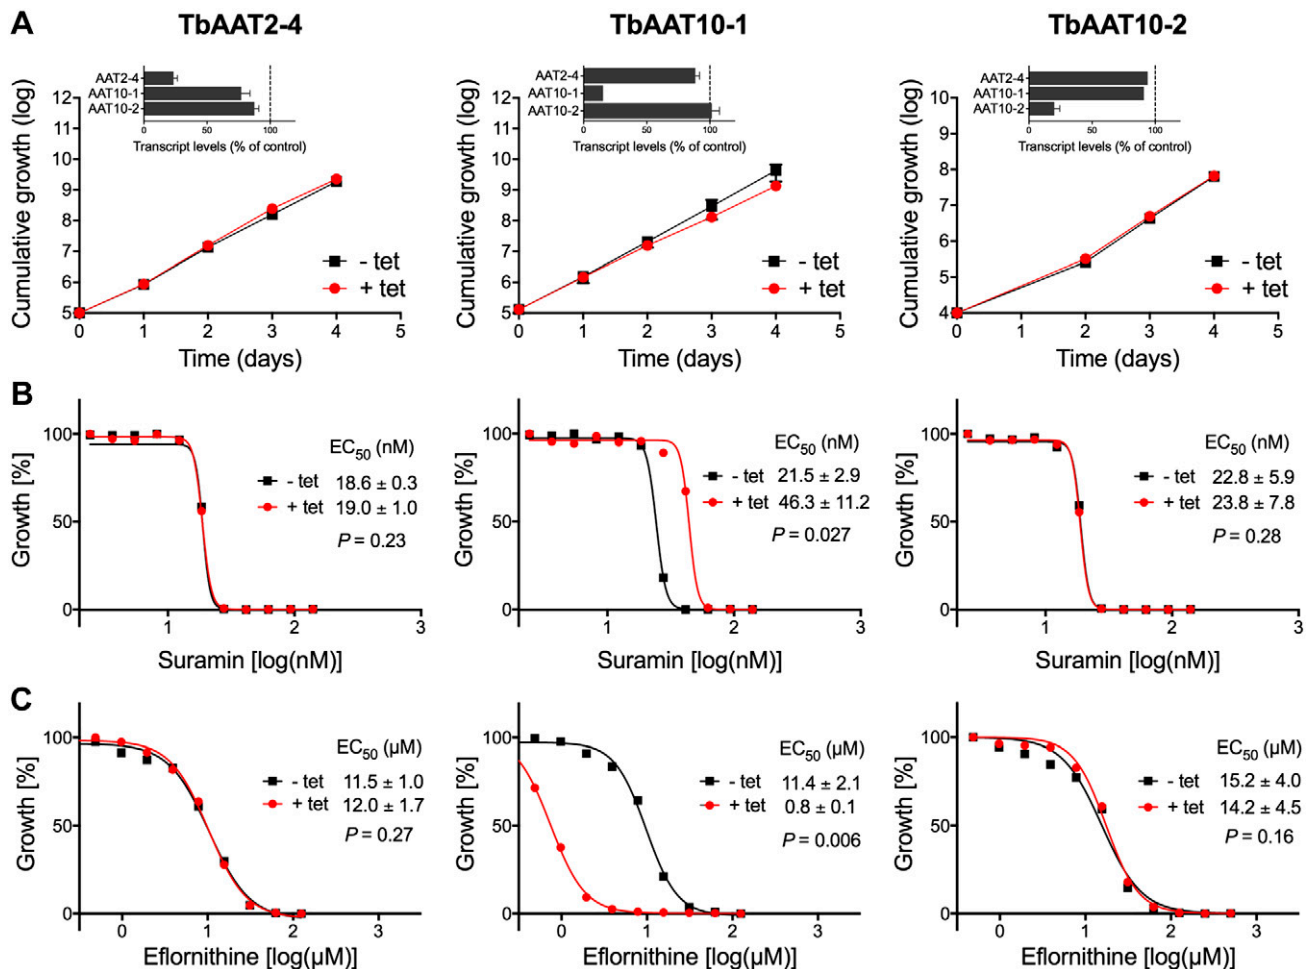 A
TbAAT2-4
TbAAT10-1
TbAAT10-2
Cumulative growth (log)
12
11
10
9
8
7
6
5
AAT2-4
AAT10-1
AAT10-2
0
50
100
Transcript levels (% of control)
- tet
+ tet
0
1
2
3
4
5
Time (days)
Cumulative growth (log)
12
11
10
9
8
7
6
5
AAT2-4
AAT10-1
AAT10-2
0
50
100
Transcript levels (% of control)
- tet
+ tet
0
1
2
3
4
5
Time (days)
Cumulative growth (log)
10
9
8
7
6
5
4
AAT2-4
AAT10-1
AAT10-2
0
50
100
Transcript levels (% of control)
- tet
+ tet
0
1
2
3
4
5
Time (days)
B
Growth [%]
100
50
0
EC50 (nM)
- tet 18.6 ± 0.3
+ tet 19.0 ± 1.0
P = 0.23
1
2
3
Suramin [log(nM)]
Growth [%]
100
50
0
EC50 (nM)
- tet 21.5 ± 2.9
+ tet 46.3 ± 11.2
P = 0.027
1
2
3
Suramin [log(nM)]
Growth [%]
100
50
0
EC50 (nM)
- tet 22.8 ± 5.9
+ tet 23.8 ± 7.8
P = 0.28
1
2
3
Suramin [log(nM)]
C
Growth [%]
100
50
0
EC50 (µM)
- tet 11.5 ± 1.0
+ tet 12.0 ± 1.7
P = 0.27
0
1
2
3
Eflornithine [log(µM)]
Growth [%]
100
50
0
EC50 (µM)
- tet 11.4 ± 2.1
+ tet 0.8 ± 0.1
P = 0.006
0
1
2
3
Eflornithine [log(µM)]
Growth [%]
100
50
0
EC50 (µM)
- tet 15.2 ± 4.0
+ tet 14.2 ± 4.5
P = 0.16
0
1
2
3
Eflornithine [log(µM)]